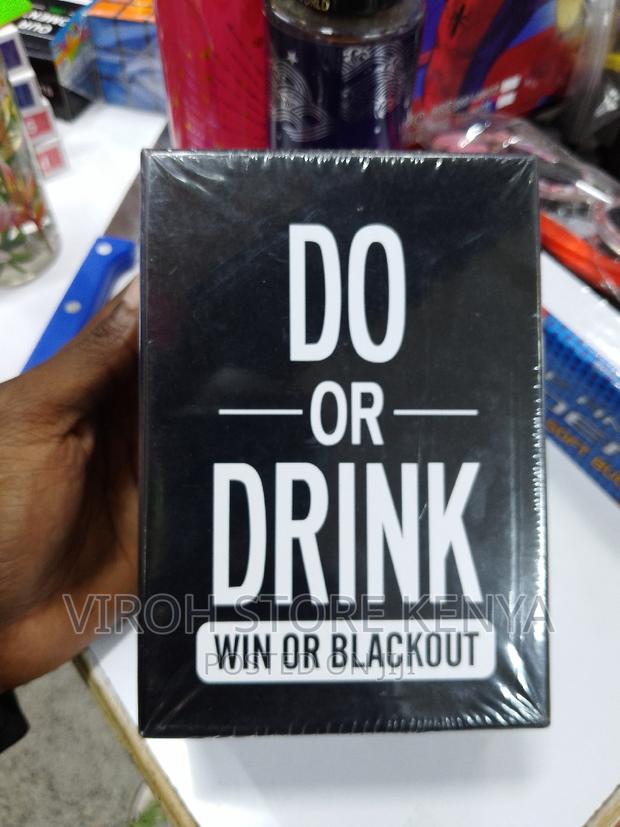 DO
OR
DRINK
VIROH STORE KENYA
WIN OR BLACKOUT
POSTED ON JIJI